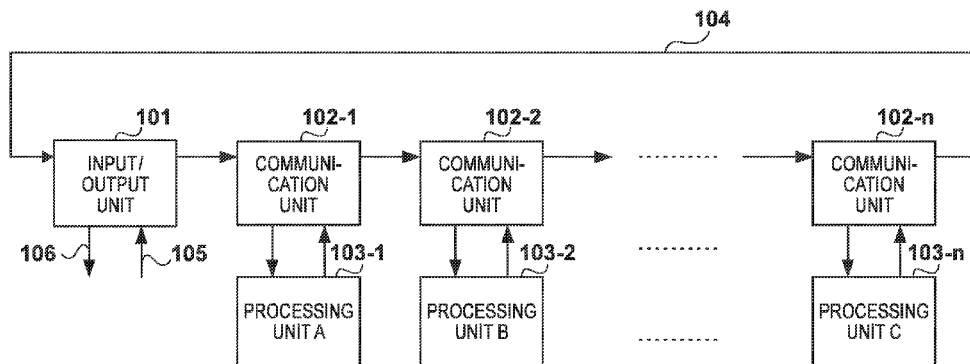 104
101
102-1
102-2
102-n
INPUT/
OUTPUT
UNIT
COMMUNI-
CATION
UNIT
COMMUNI-
CATION
UNIT
COMMUNI-
CATION
UNIT
106
105
103-1
103-2
103-n
PROCESSING
UNIT A
PROCESSING
UNIT B
PROCESSING
UNIT C